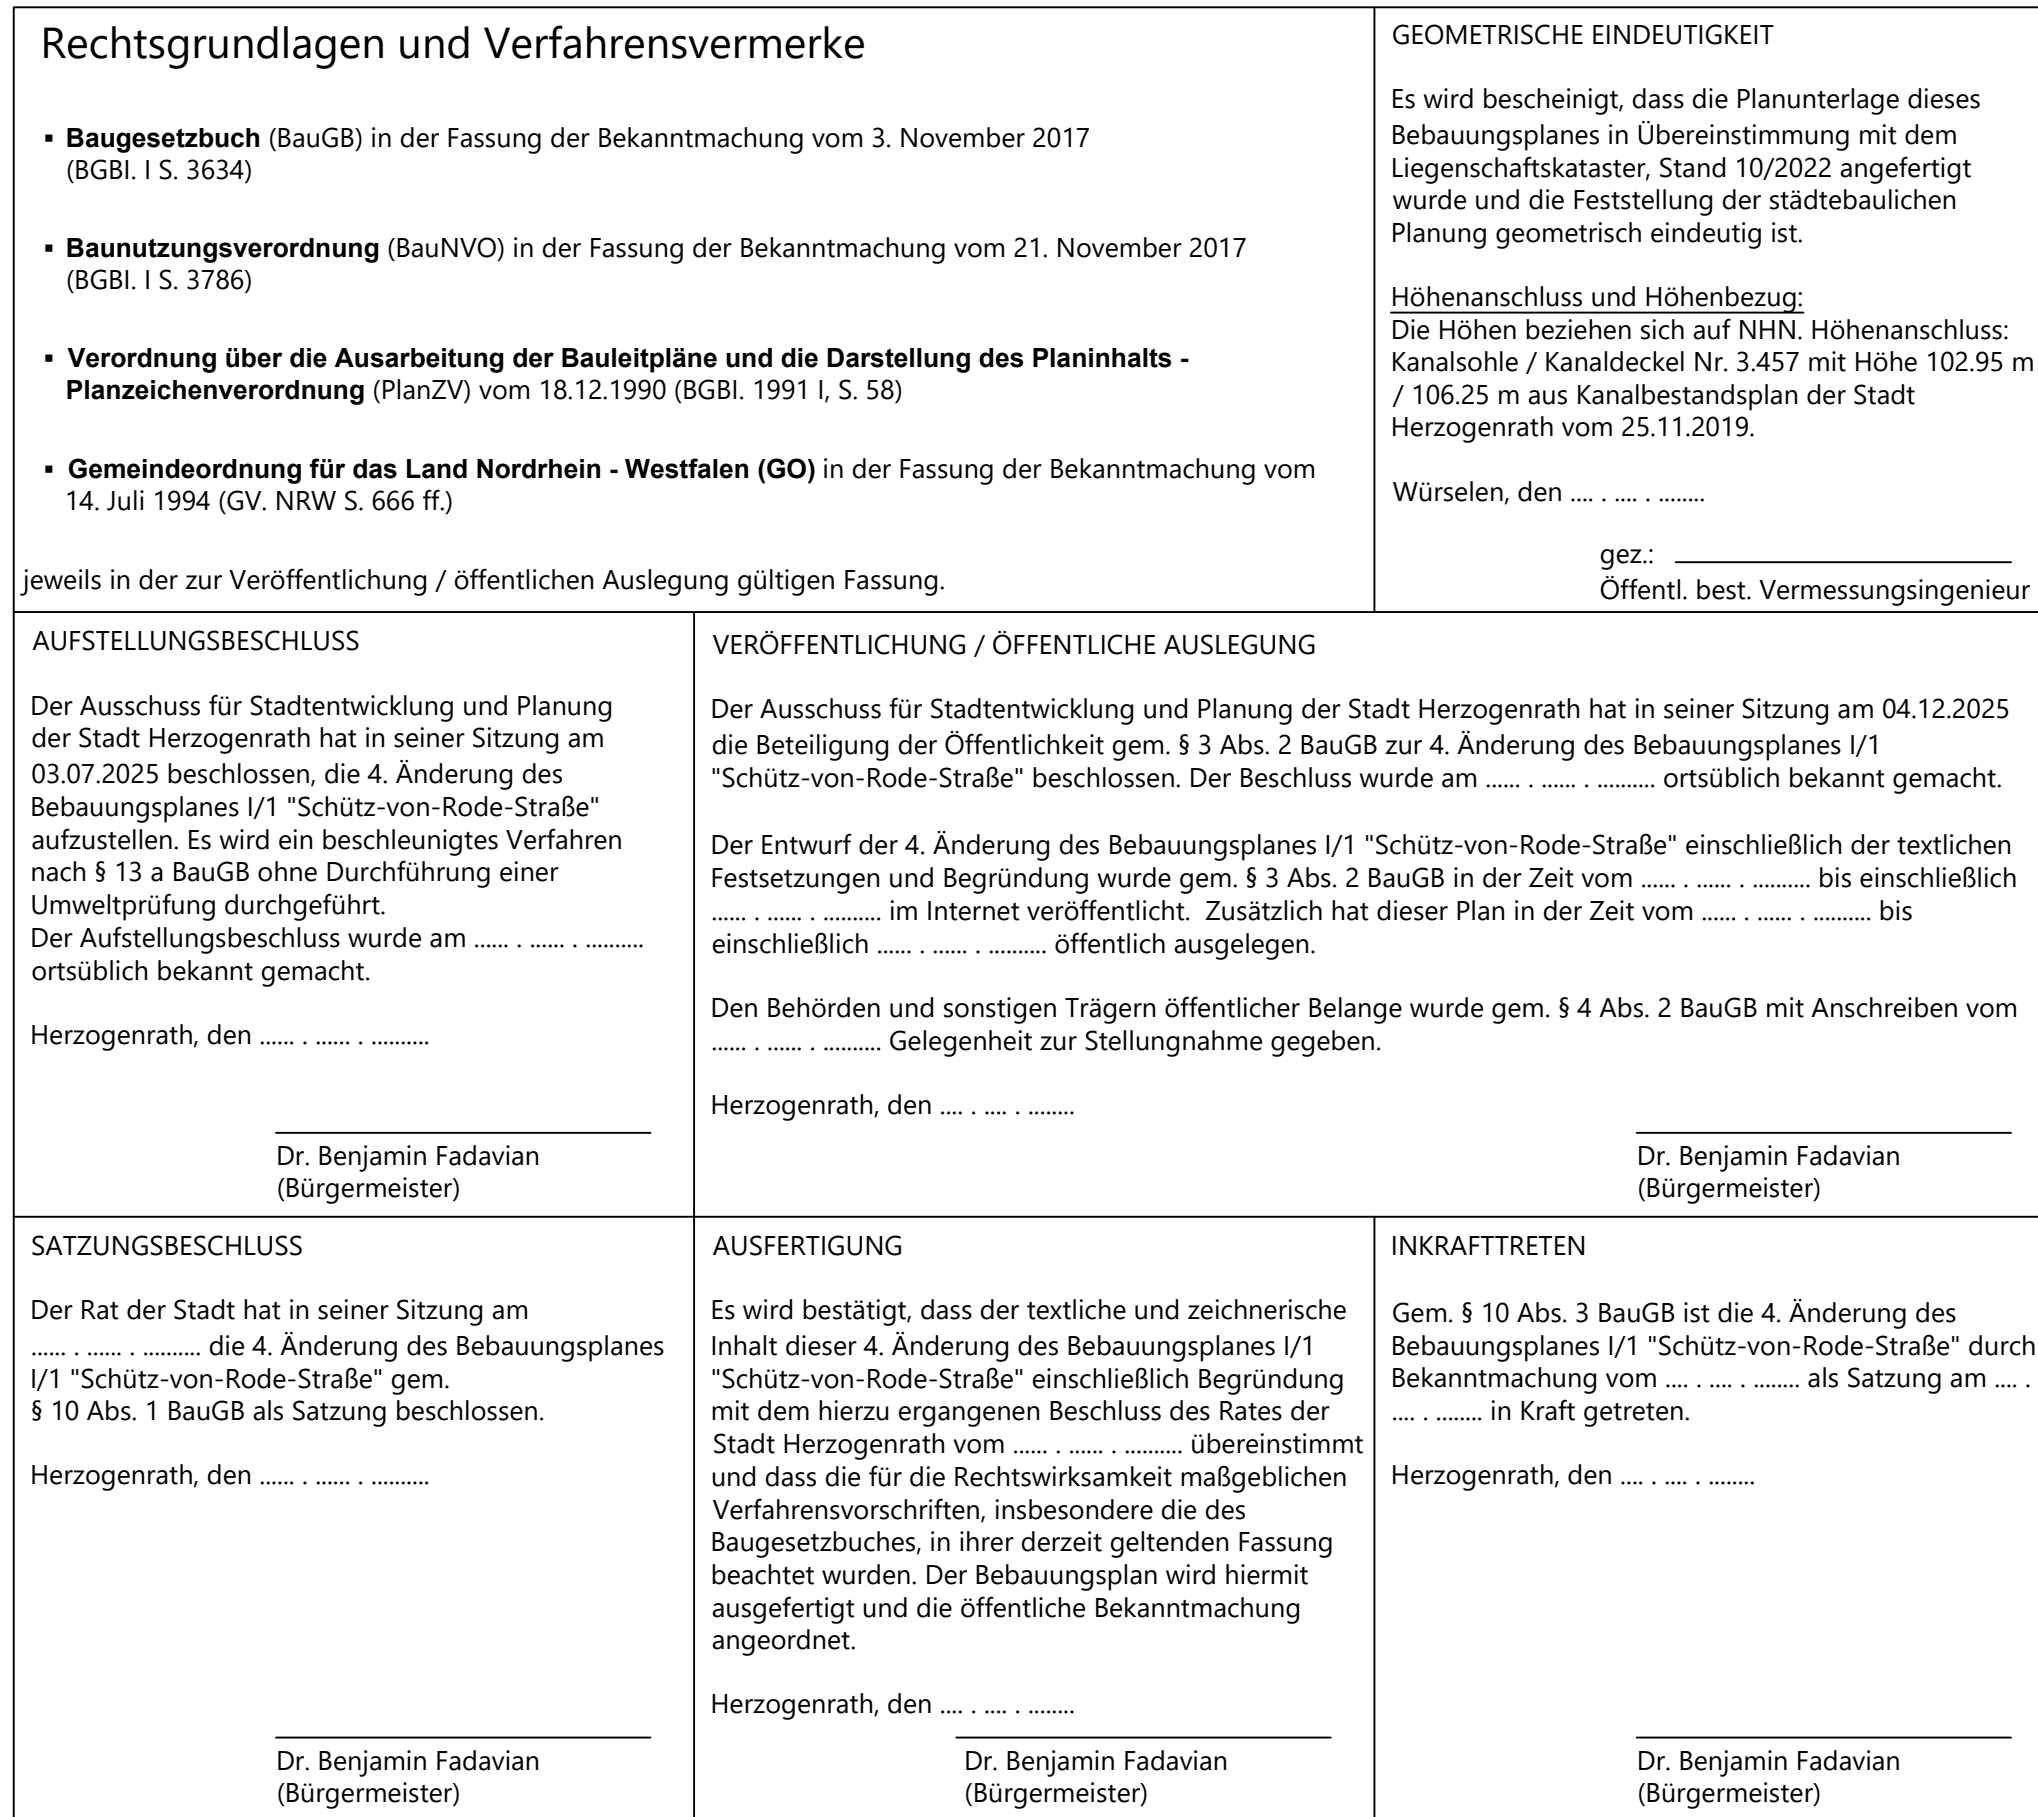 Rechtsgrundlagen und Verfahrensvermerke
▪ Baugesetzbuch (BauGB) in der Fassung der Bekanntmachung vom 3. November 2017
(BGBl. I S. 3634)
▪ Baunutzungsverordnung (BauNVO) in der Fassung der Bekanntmachung vom 21. November 2017
(BGBl. I S. 3786)
▪ Verordnung über die Ausarbeitung der Bauleitpläne und die Darstellung des Planinhalts -
Planzeichenverordnung (PlanZV) vom 18.12.1990 (BGBl. 1991 I, S. 58)
▪ Gemeindeordnung für das Land Nordrhein - Westfalen (GO) in der Fassung der Bekanntmachung vom
14. Juli 1994 (GV. NRW S. 666 ff.)
jeweils in der zur Veröffentlichung / öffentlichen Auslegung gültigen Fassung.
GEOMETRISCHE EINDEUTIGKEIT
Es wird bescheinigt, dass die Planunterlage dieses
Bebauungsplanes in Übereinstimmung mit dem
Liegenschaftskataster, Stand 10/2022 angefertigt
wurde und die Feststellung der städtebaulichen
Planung geometrisch eindeutig ist.
Höhenanschluss und Höhenbezug:
Die Höhen beziehen sich auf NHN. Höhenanschluss:
Kanalsohle / Kanaldeckel Nr. 3.457 mit Höhe 102.95 m
/ 106.25 m aus Kanalbestandsplan der Stadt
Herzogenrath vom 25.11.2019.
Würselen, den .... . .... . ........
gez.:
Öffentl. best. Vermessungsingenieur
AUFSTELLUNGSBESCHLUSS
Der Ausschuss für Stadtentwicklung und Planung
der Stadt Herzogenrath hat in seiner Sitzung am
03.07.2025 beschlossen, die 4. Änderung des
Bebauungsplanes I/1 "Schütz-von-Rode-Straße"
aufzustellen. Es wird ein beschleunigtes Verfahren
nach § 13 a BauGB ohne Durchführung einer
Umweltprüfung durchgeführt.
Der Aufstellungsbeschluss wurde am ...... . ...... . ..........
ortsüblich bekannt gemacht.
Herzogenrath, den ...... . ...... . ..........
Dr. Benjamin Fadavian
(Bürgermeister)
VERÖFFENTLICHUNG / ÖFFENTLICHE AUSLEGUNG
Der Ausschuss für Stadtentwicklung und Planung der Stadt Herzogenrath hat in seiner Sitzung am 04.12.2025
die Beteiligung der Öffentlichkeit gem. § 3 Abs. 2 BauGB zur 4. Änderung des Bebauungsplanes I/1
"Schütz-von-Rode-Straße" beschlossen. Der Beschluss wurde am ...... . ...... . .......... ortsüblich bekannt gemacht.
Der Entwurf der 4. Änderung des Bebauungsplanes I/1 "Schütz-von-Rode-Straße" einschließlich der textlichen
Festsetzungen und Begründung wurde gem. § 3 Abs. 2 BauGB in der Zeit vom ...... . ...... . .......... bis einschließlich
...... . ...... . .......... im Internet veröffentlicht.  Zusätzlich hat dieser Plan in der Zeit vom ...... . ...... . .......... bis
einschließlich ...... . ...... . .......... öffentlich ausgelegen.
Den Behörden und sonstigen Trägern öffentlicher Belange wurde gem. § 4 Abs. 2 BauGB mit Anschreiben vom
...... . ...... . .......... Gelegenheit zur Stellungnahme gegeben.
Herzogenrath, den .... . .... . ........
Dr. Benjamin Fadavian
(Bürgermeister)
SATZUNGSBESCHLUSS
Der Rat der Stadt hat in seiner Sitzung am
...... . ...... . .......... die 4. Änderung des Bebauungsplanes
I/1 "Schütz-von-Rode-Straße" gem.
§ 10 Abs. 1 BauGB als Satzung beschlossen.
Herzogenrath, den ...... . ...... . ..........
Dr. Benjamin Fadavian
(Bürgermeister)
AUSFERTIGUNG
Es wird bestätigt, dass der textliche und zeichnerische
Inhalt dieser 4. Änderung des Bebauungsplanes I/1
"Schütz-von-Rode-Straße" einschließlich Begründung
mit dem hierzu ergangenen Beschluss des Rates der
Stadt Herzogenrath vom ...... . ...... . .......... übereinstimmt
und dass die für die Rechtswirksamkeit maßgeblichen
Verfahrensvorschriften, insbesondere die des
Baugesetzbuches, in ihrer derzeit geltenden Fassung
beachtet wurden. Der Bebauungsplan wird hiermit
ausgefertigt und die öffentliche Bekanntmachung
angeordnet.
Herzogenrath, den .... . .... . ........
Dr. Benjamin Fadavian
(Bürgermeister)
INKRAFTTRETEN
Gem. § 10 Abs. 3 BauGB ist die 4. Änderung des
Bebauungsplanes I/1 "Schütz-von-Rode-Straße" durch
Bekanntmachung vom .... . .... . ........ als Satzung am .... .
.... . ........ in Kraft getreten.
Herzogenrath, den .... . .... . ........
Dr. Benjamin Fadavian
(Bürgermeister)